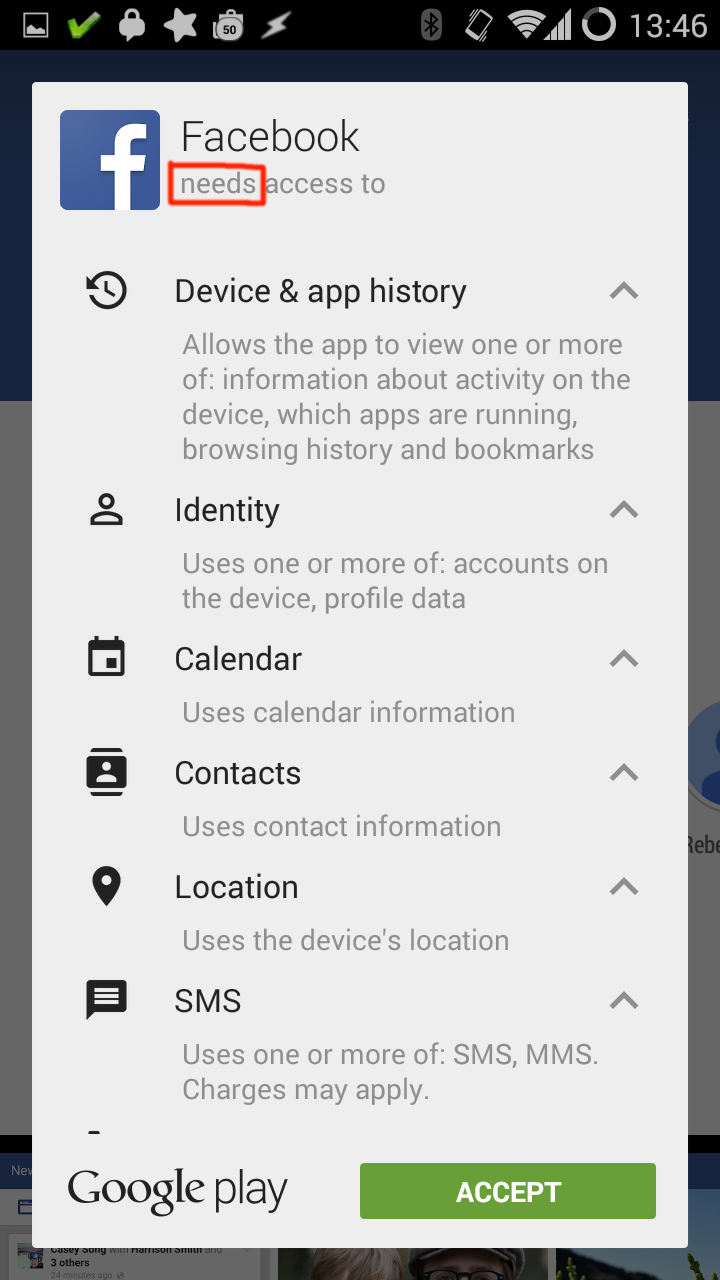 50
13:46
Facebook
needs access to
Device & app history
Allows the app to view one or more
of: information about activity on the
device, which apps are running,
browsing history and bookmarks
Identity
Uses one or more of: accounts on
the device, profile data
Calendar
Uses calendar information
Contacts
Uses contact information
Rebe
Location
Uses the device's location
SMS
Uses one or more of: SMS, MMS.
Charges may apply.
Google play
ACCEPT
New
Casey Song with Harrison Smith and
3 others
24 minutes ago